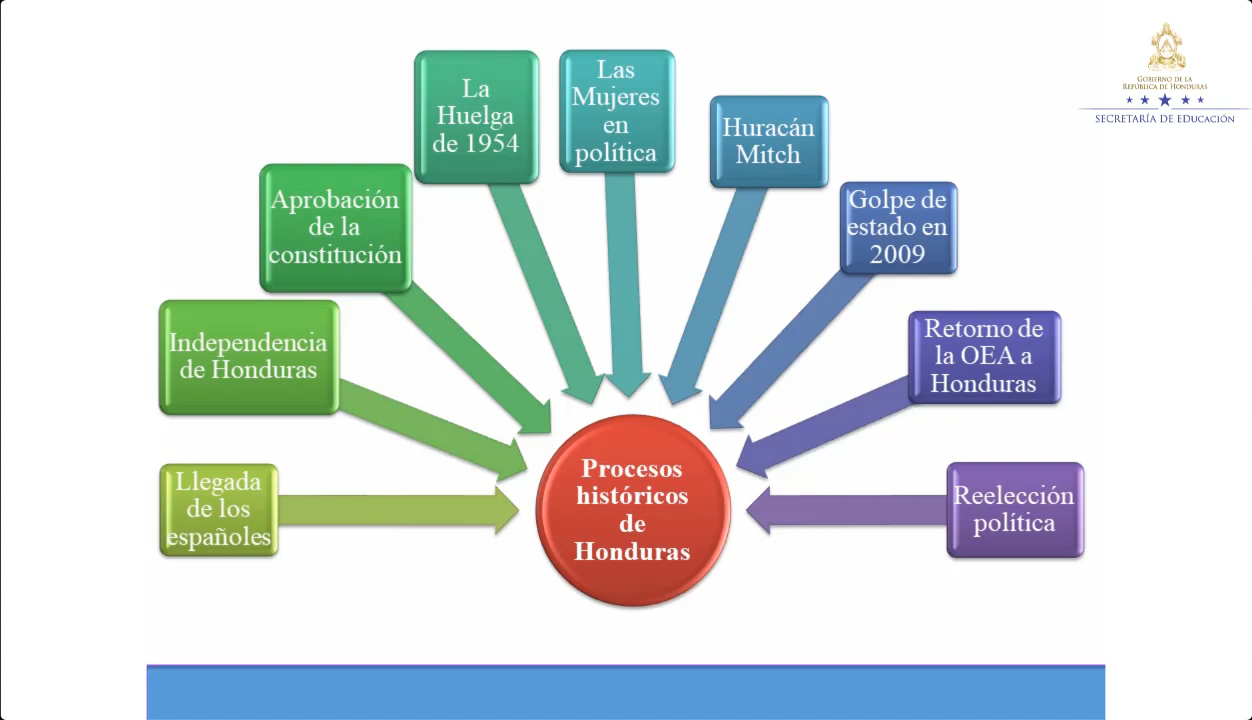 Llegada
de los
españoles
Independencia
de Honduras
Aprobación
de la
constitución
La
Huelga
de 1954
Las
Mujeres
en
política
Huracán
Mitch
Golpe de
estado en
2009
Retorno de
la OEA a
Honduras
Reelección
política
Procesos
históricos
de
Honduras
GOBIERNO DE LA
REPÚBLICA DE HONDURAS
SECRETARÍA DE EDUCACIÓN